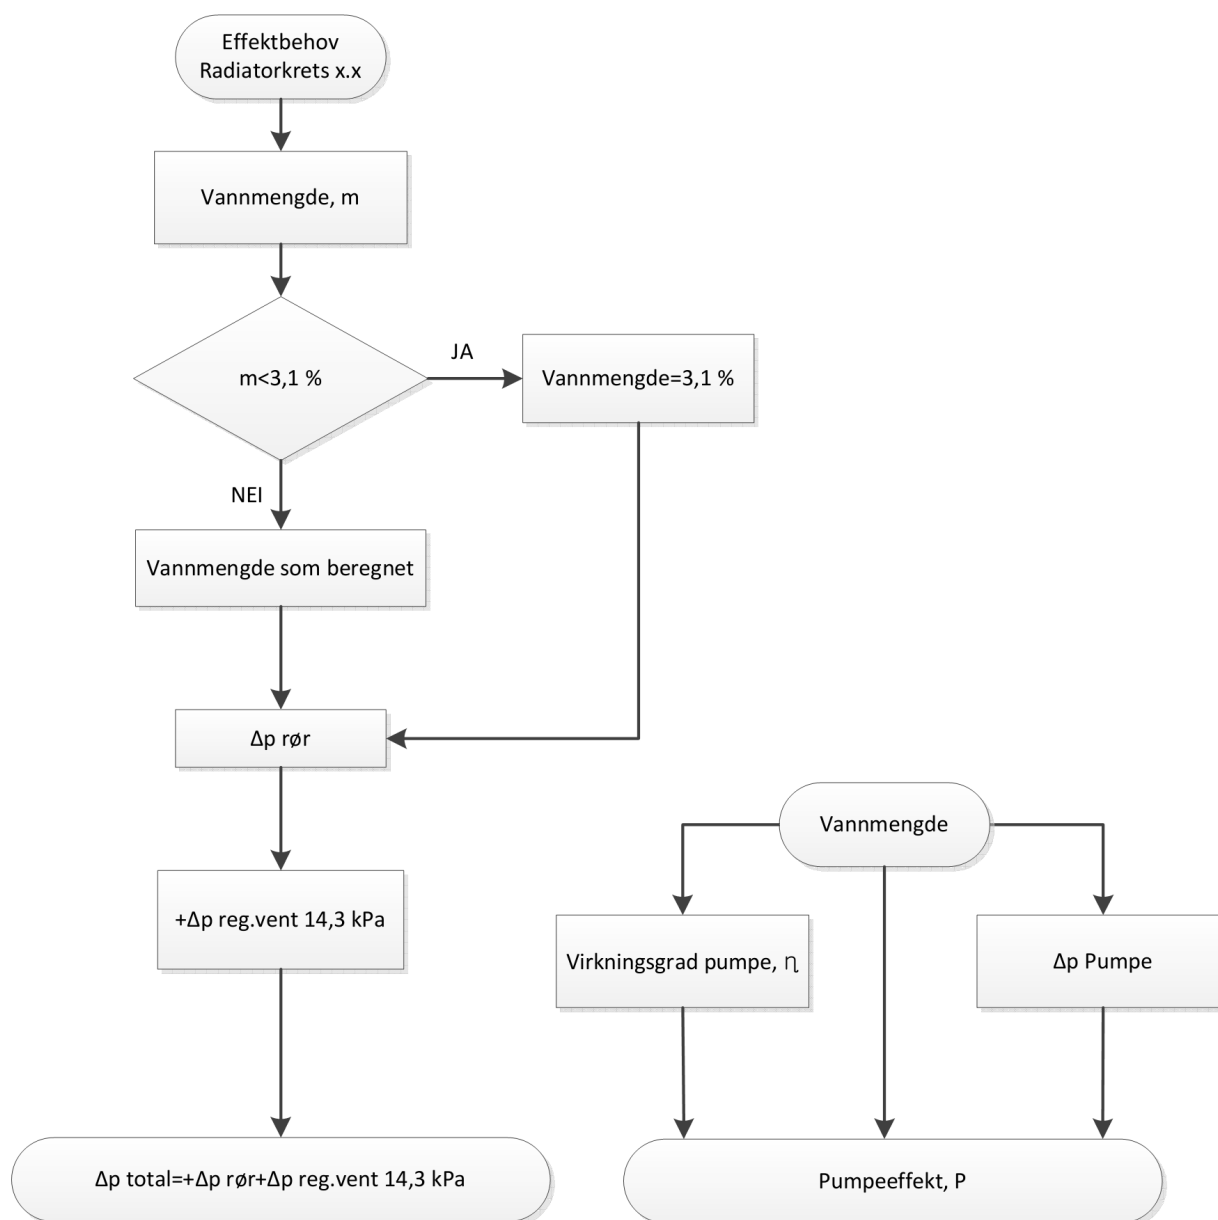 Effektbehov
Radiatorkrets x.x
Vannmengde, m
m<3,1 %
JA
Vannmengde=3,1 %
NEI
Vannmengde som beregnet
Δp rør
+Δp reg.vent 14,3 kPa
Δp total=+Δp rør+Δp reg.vent 14,3 kPa
Vannmengde
Virkningsgrad pumpe, η
Δp Pumpe
Pumpeeffekt, P